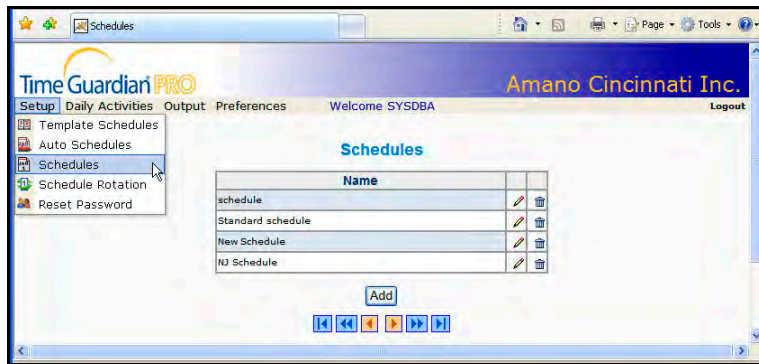 Schedules
Page
Tools
Time Guardian PRO
Amano Cincinnati Inc.
Setup Daily Activities Output Preferences Welcome SYSDBA Logout
Template Schedules
Auto Schedules
Schedules
Schedule Rotation
Reset Password
Schedules
Name
schedule
Standard schedule
New Schedule
NJ Schedule
Add